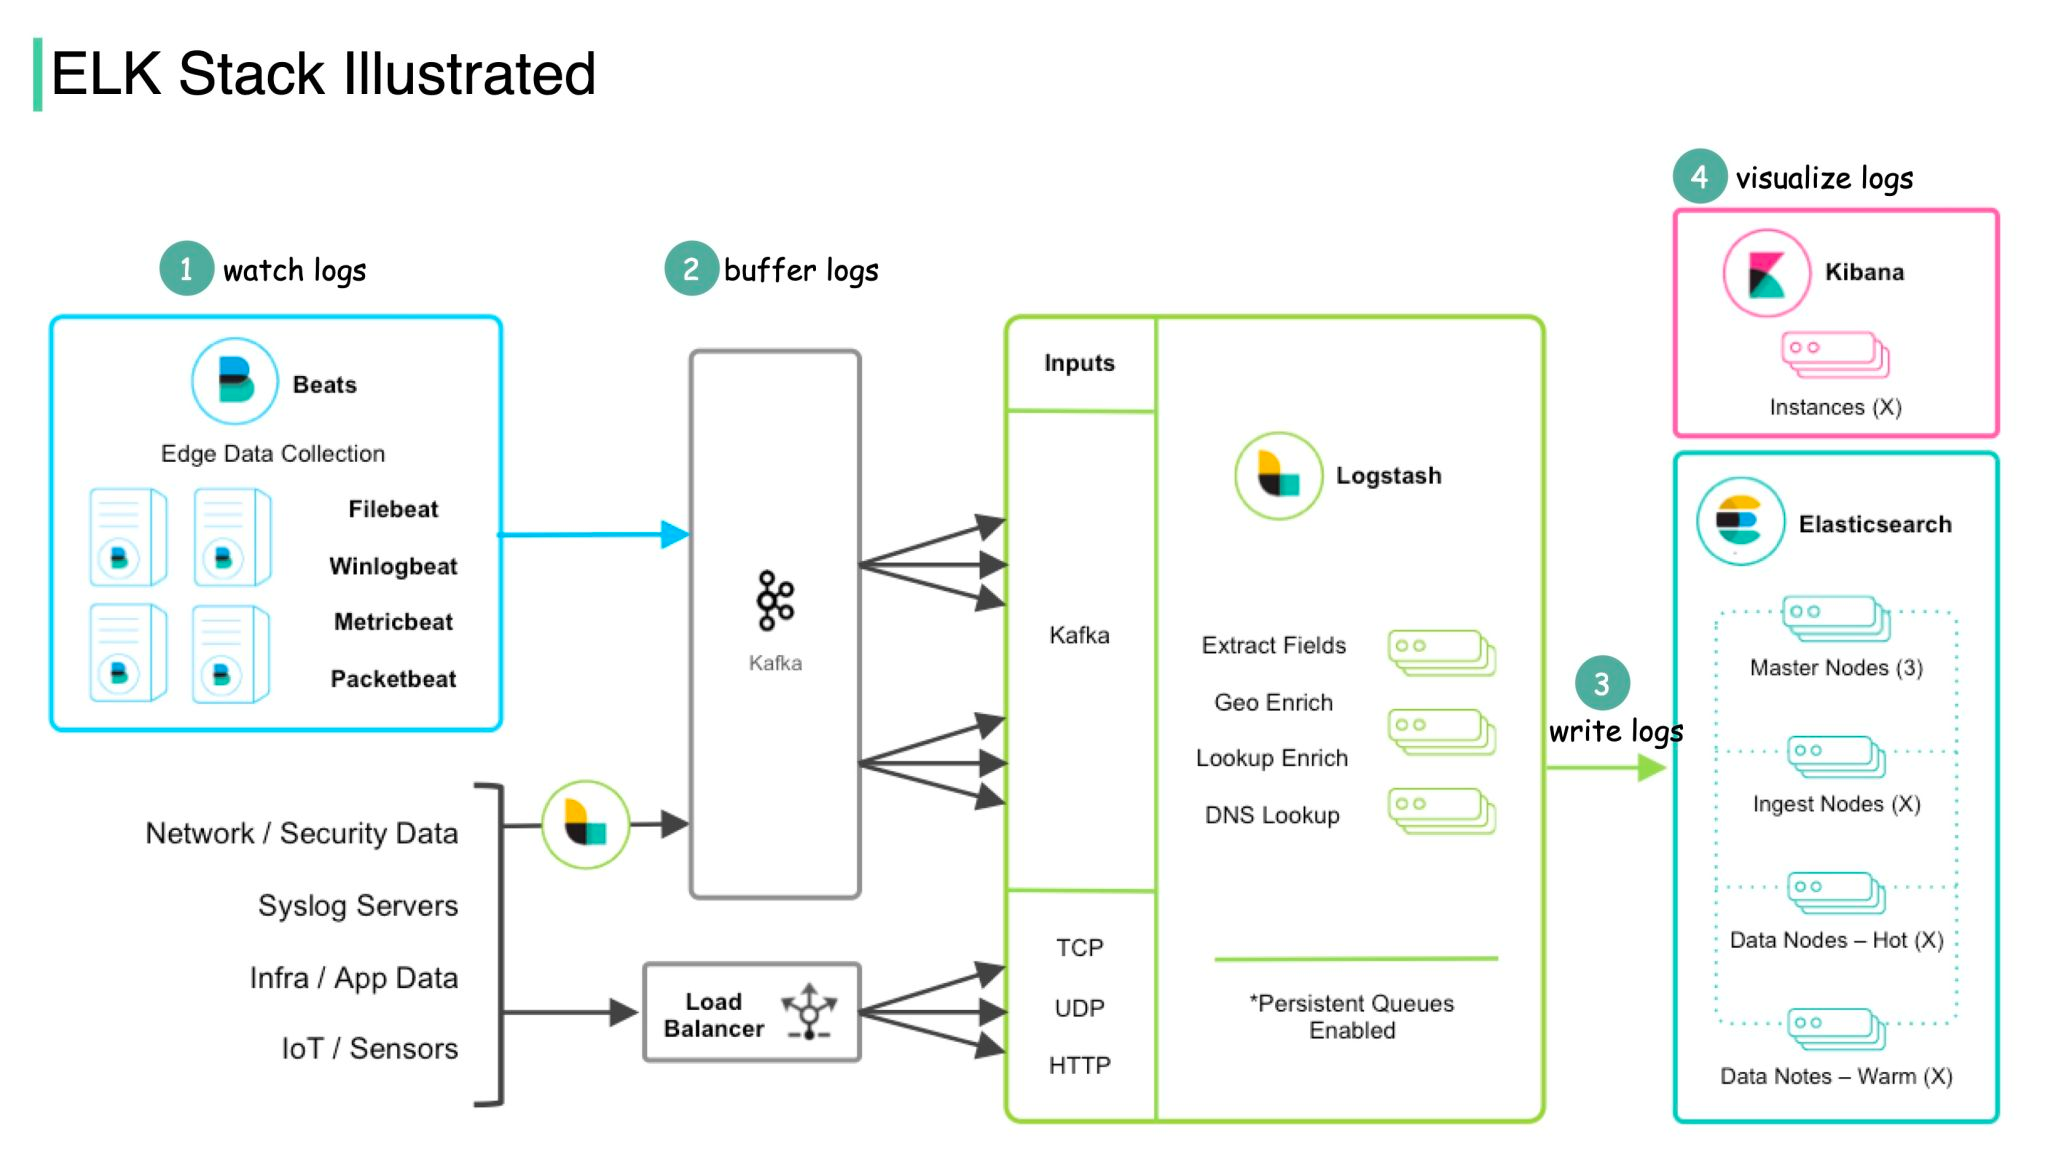 ELK Stack Illustrated
1 watch logs
Beats
Edge Data Collection
Filebeat
Winlogbeat
Metricbeat
Packetbeat
Network / Security Data
Syslog Servers
Infra / App Data
IoT / Sensors
2 buffer logs
Kafka
Load
Balancer
Inputs
Kafka
TCP
UDP
HTTP
Logstash
Extract Fields
Geo Enrich
Lookup Enrich
DNS Lookup
*Persistent Queues
Enabled
3
write logs
4 visualize logs
Kibana
Instances (X)
Elasticsearch
Master Nodes (3)
Ingest Nodes (X)
Data Nodes – Hot (X)
Data Notes – Warm (X)